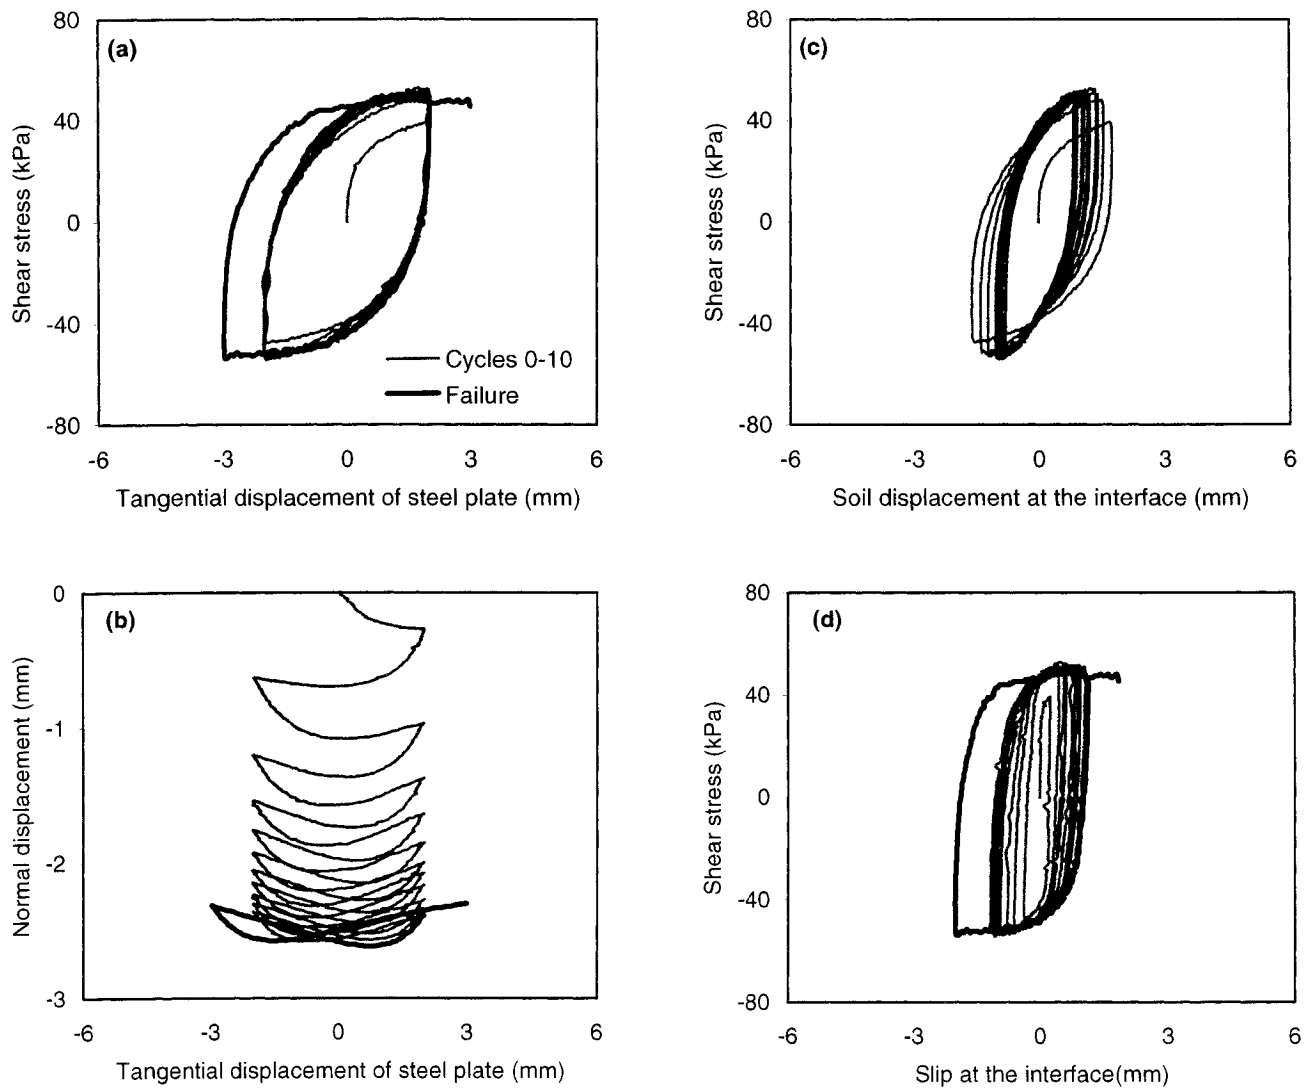 80
(a)
40
0
-40
-80
Shear stress (kPa)
Cycles 0-10
Failure
-6
-3
0
3
6
Tangential displacement of steel plate (mm)
80
(c)
40
0
-40
-80
Shear stress (kPa)
-6
-3
0
3
6
Soil displacement at the interface (mm)
0
(b)
-1
-2
-3
Normal displacement (mm)
-6
-3
0
3
6
Tangential displacement of steel plate (mm)
80
(d)
40
0
-40
-80
Shear stress (kPa)
-6
-3
0
3
6
Slip at the interface(mm)